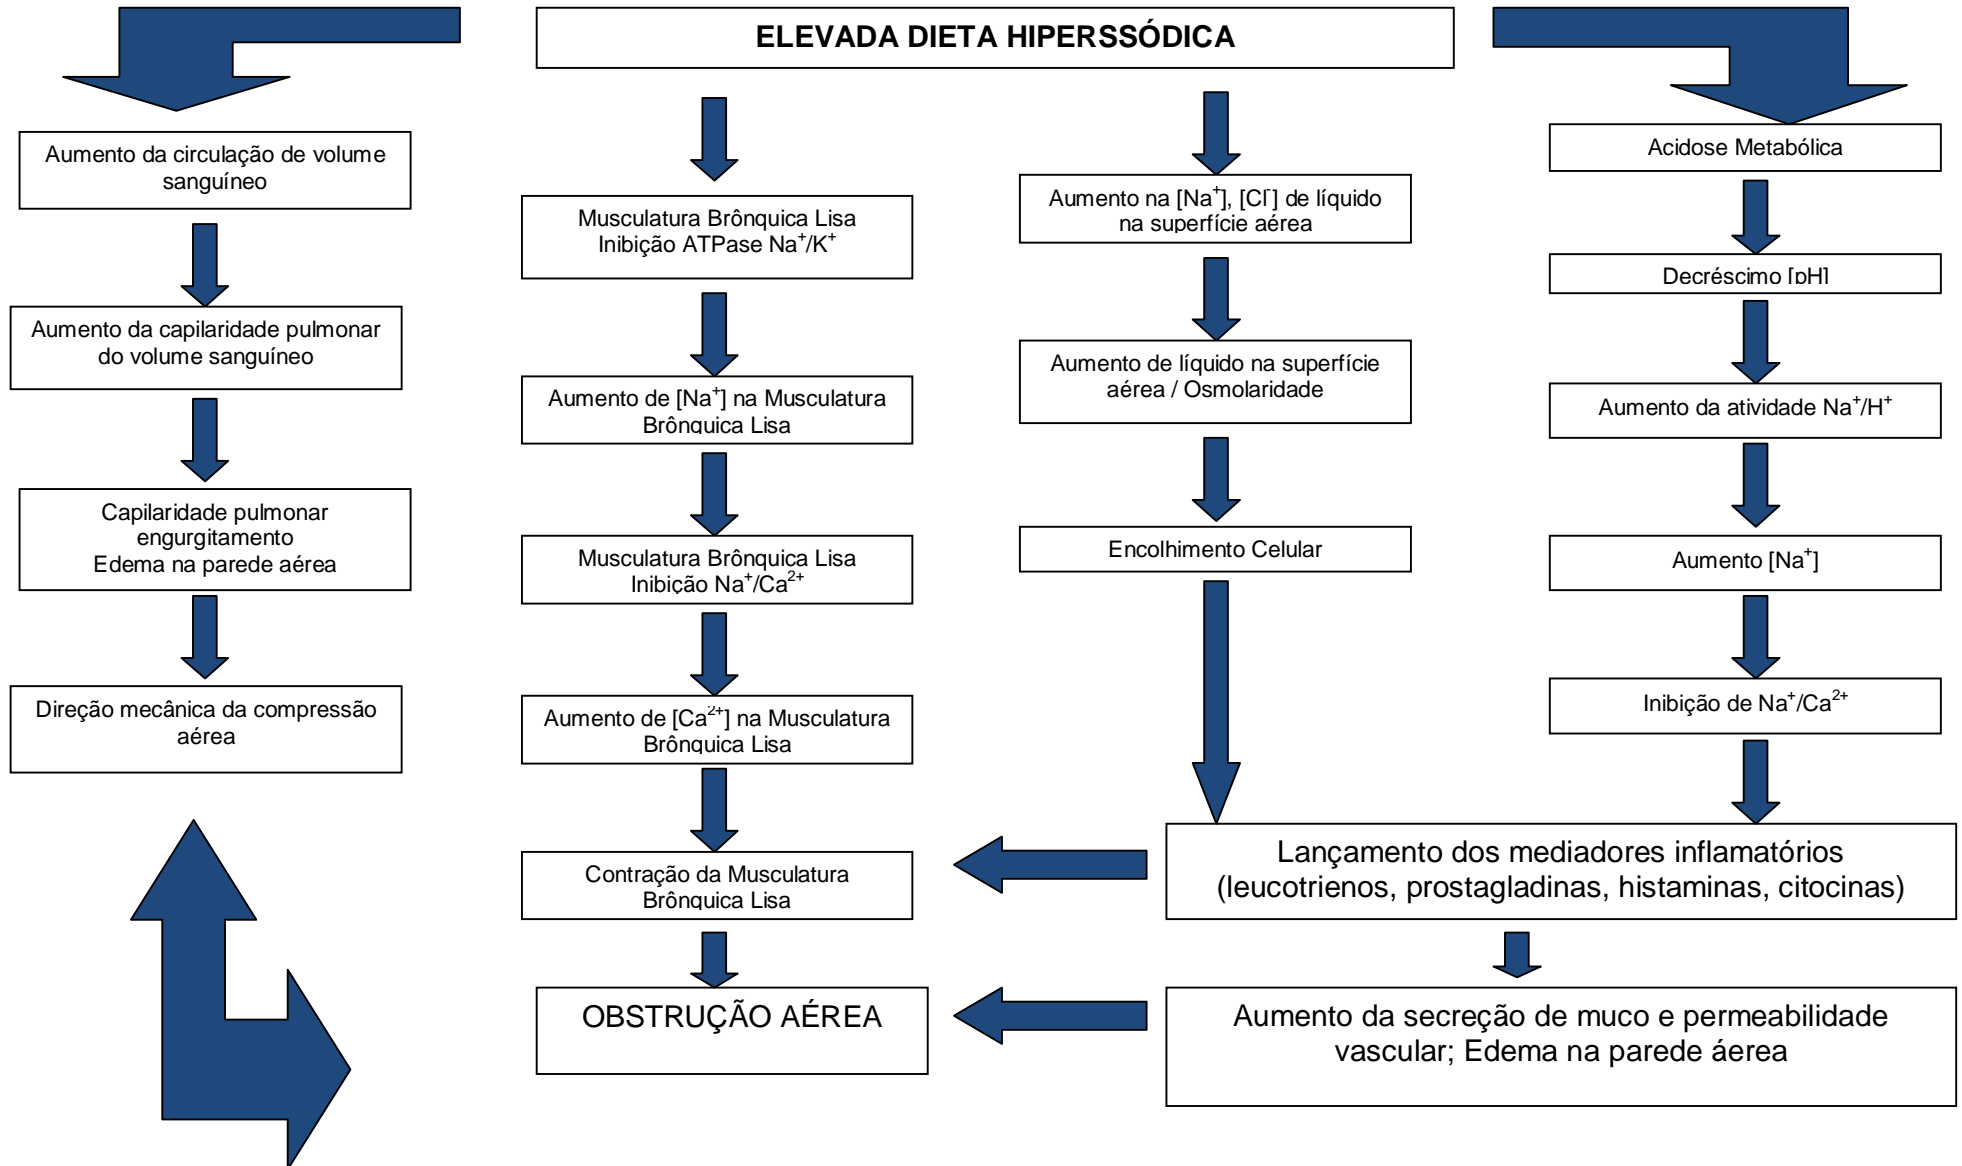 ELEVADA DIETA HIPERSSÓDICA
Aumento da circulação de volume
sanguíneo
Aumento da capilaridade pulmonar
do volume sanguíneo
Capilaridade pulmonar
engurgitamento
Edema na parede aérea
Direção mecânica da compressão
aérea
Musculatura Brônquica Lisa
Inibição ATPase Na⁺/K⁺
Aumento de [Na⁺] na Musculatura
Brônquica Lisa
Musculatura Brônquica Lisa
Inibição Na⁺/Ca²⁺
Aumento de [Ca²⁺] na Musculatura
Brônquica Lisa
Contração da Musculatura
Brônquica Lisa
OBSTRUÇÃO AÉREA
Aumento na [Na⁺], [Cl⁻] de líquido
na superfície aérea
Aumento de líquido na superfície
aérea / Osmolaridade
Encolhimento Celular
Acidose Metabólica
Decréscimo [pH]
Aumento da atividade Na⁺/H⁺
Aumento [Na⁺]
Inibição de Na⁺/Ca²⁺
Lançamento dos mediadores inflamatórios
(leucotrienos, prostagladinas, histaminas, citocinas)
Aumento da secreção de muco e permeabilidade
vascular; Edema na parede áerea